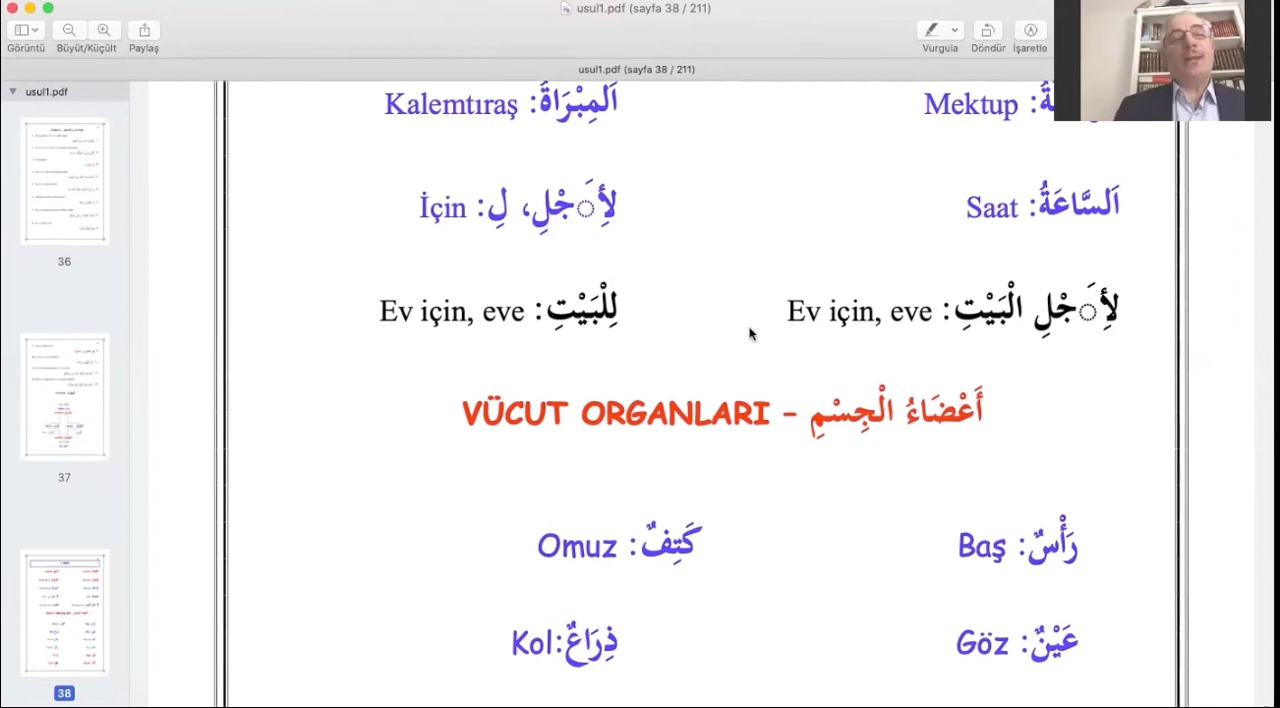 usul1.pdf (sayfa 38 / 211)
Görüntü Büyüt/Küçült Paylaş Vurgula Döndür İşaretle
usul1.pdf (sayfa 38 / 211)
usul1.pdf
36
37
38
Mektup :
اَلْمِبْرَاةُ: Kalemtıraş
اَلسَّاعَةُ: Saat
لِأَجْلِ، لِ: İçin
لِأَجْلِ الْبَيْتِ: Ev için, eve
لِلْبَيْتِ: Ev için, eve
أَعْضَاءُ الْجِسْمِ - VÜCUT ORGANLARI
رَأْسٌ: Baş
كَتِفٌ: Omuz
عَيْنٌ: Göz
ذِرَاعٌ: Kol